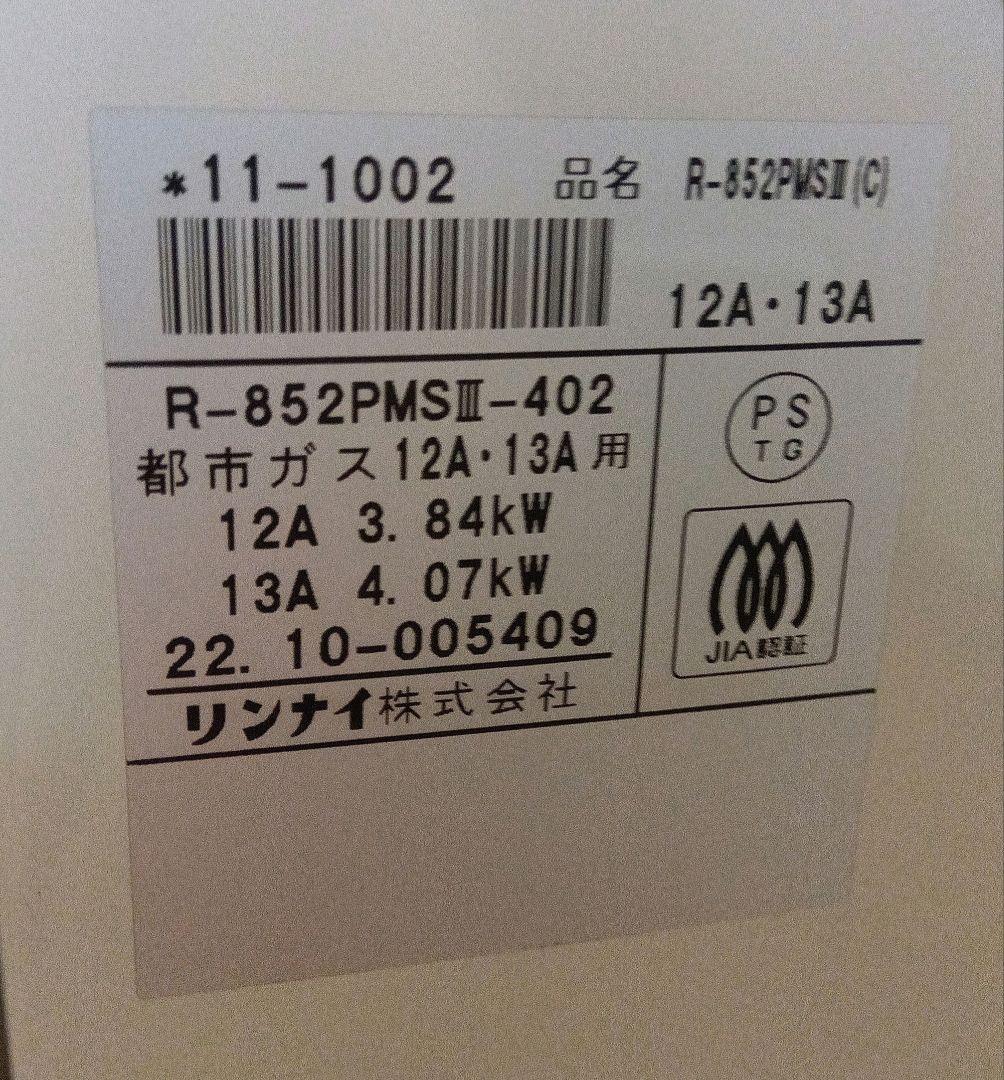 *11-1002 品名 R-852PMSⅢ(C)
12A・13A
R-852PMSⅢ-402
都市ガス12A・13A用
12A 3.84kW
13A 4.07kW
22.10-005409
リンナイ株式会社
PS
TG
JIA認証